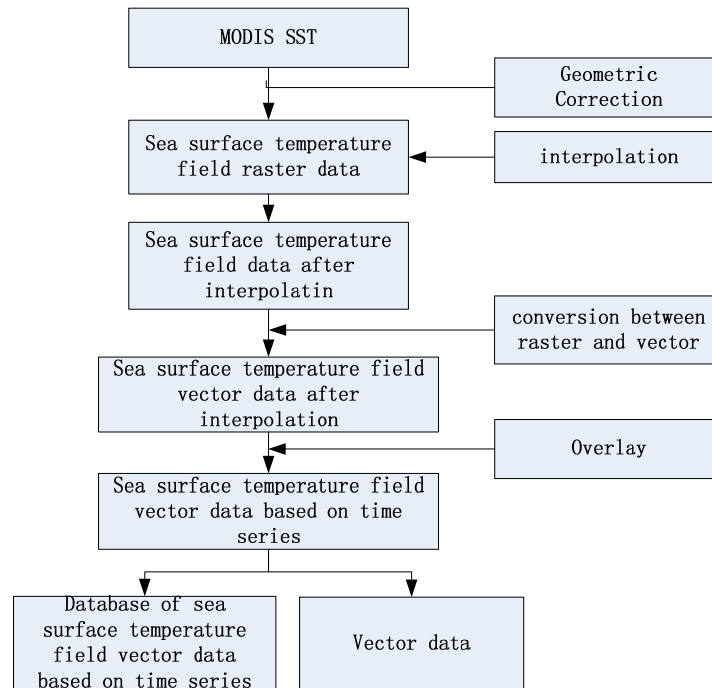 MODIS SST
Geometric
Correction
Sea surface temperature
field raster data
interpolation
Sea surface temperature
field data after
interpolatin
conversion between
raster and vector
Sea surface temperature field
vector data after
interpolation
Overlay
Sea surface temperature field
vector data based on time
series
Database of sea
surface temperature
field vector data
based on time series
Vector data